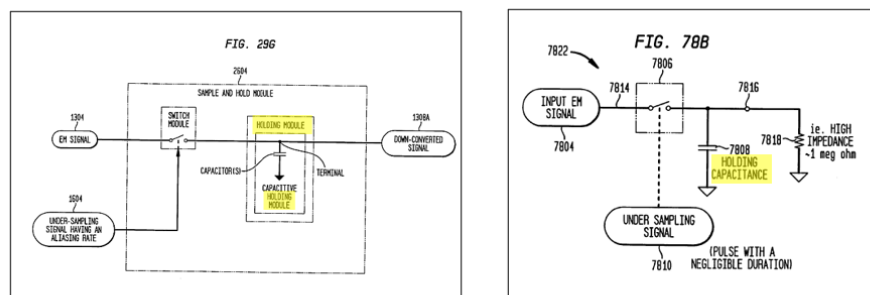 FIG. 29G
2604
SAMPLE AND HOLD MODULE
1304
EM SIGNAL
SWITCH
MODULE
HOLDING MODULE
1308A
DOWN-CONVERTED
SIGNAL
CAPACITOR(S)
TERMINAL
CAPACITIVE
HOLDING
MODULE
1604
UNDER-SAMPLING
SIGNAL HAVING AN
ALIASING RATE
FIG. 78B
7822
7806
7814
7816
INPUT EM
SIGNAL
7804
7808
HOLDING
CAPACITANCE
7818
ie. HIGH
IMPEDANCE
~1 meg ohm
UNDER SAMPLING
SIGNAL
7810
(PULSE WITH A
NEGLIGIBLE DURATION)